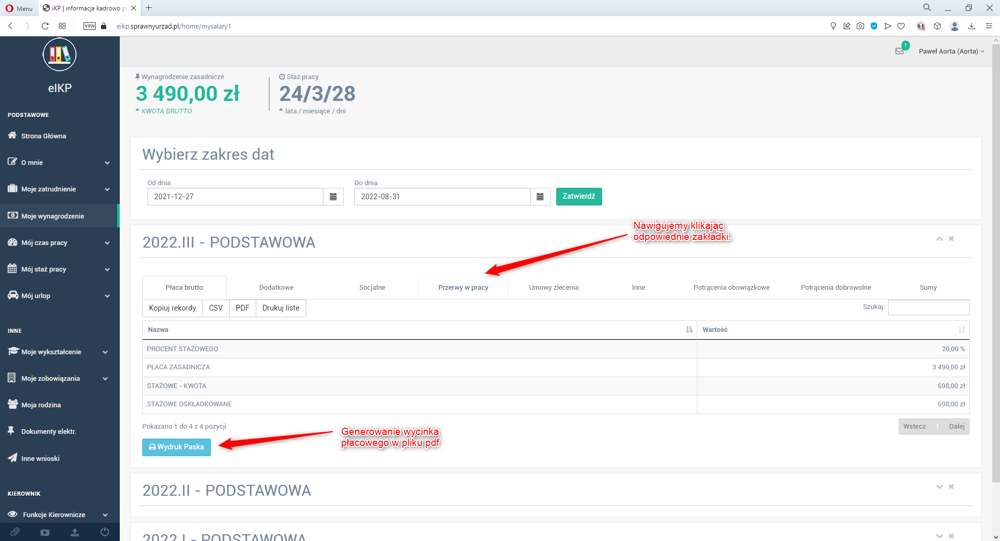 Menu
iKP | informacja kadrowo p
VPN
eikp.sprawnyurzad.pl/home/mysalary1
eIKP
PODSTAWOWE
Strona Główna
O mnie
Moje zatrudnienie
Moje wynagrodzenie
Mój czas pracy
Mój staż pracy
Mój urlop
INNE
Moje wykształcenie
Moje zobowiązania
Moja rodzina
Dokumenty elektr.
Inne wnioski
KIEROWNIK
Funkcje Kierownicze
!
Paweł Aorta (Aorta)
Wynagrodzenie zasadnicze
3 490,00 zł
KWOTA BRUTTO
Staż pracy
24/3/28
lata / miesiące / dni
Wybierz zakres dat
Od dnia
2021-12-27
Do dnia
2022-08-31
Zatwierdź
Nawigujemy klikając
odpowiednie zakładki.
2022.III - PODSTAWOWA
Płaca brutto
Dodatkowe
Socjalne
Przerwy w pracy
Umowy zlecenia
Inne
Potrącenia obowiązkowe
Potrącenia dobrowolne
Sumy
Kopiuj rekordy
CSV
PDF
Drukuj liste
Szukaj:
Nazwa
Wartość
PROCENT STAŻOWEGO 20,00 %
PŁACA ZASADNICZA 3 490,00 zł
STAŻOWE - KWOTA 698,00 zł
STAŻOWE OSKŁADKOWANE 698,00 zł
Pokazano 1 do 4 z 4 pozycji
Wstecz 1 Dalej
Wydruk Paska
Generowanie wycinka
płacowego w pliku pdf
2022.II - PODSTAWOWA
2022.I - PODSTAWOWA